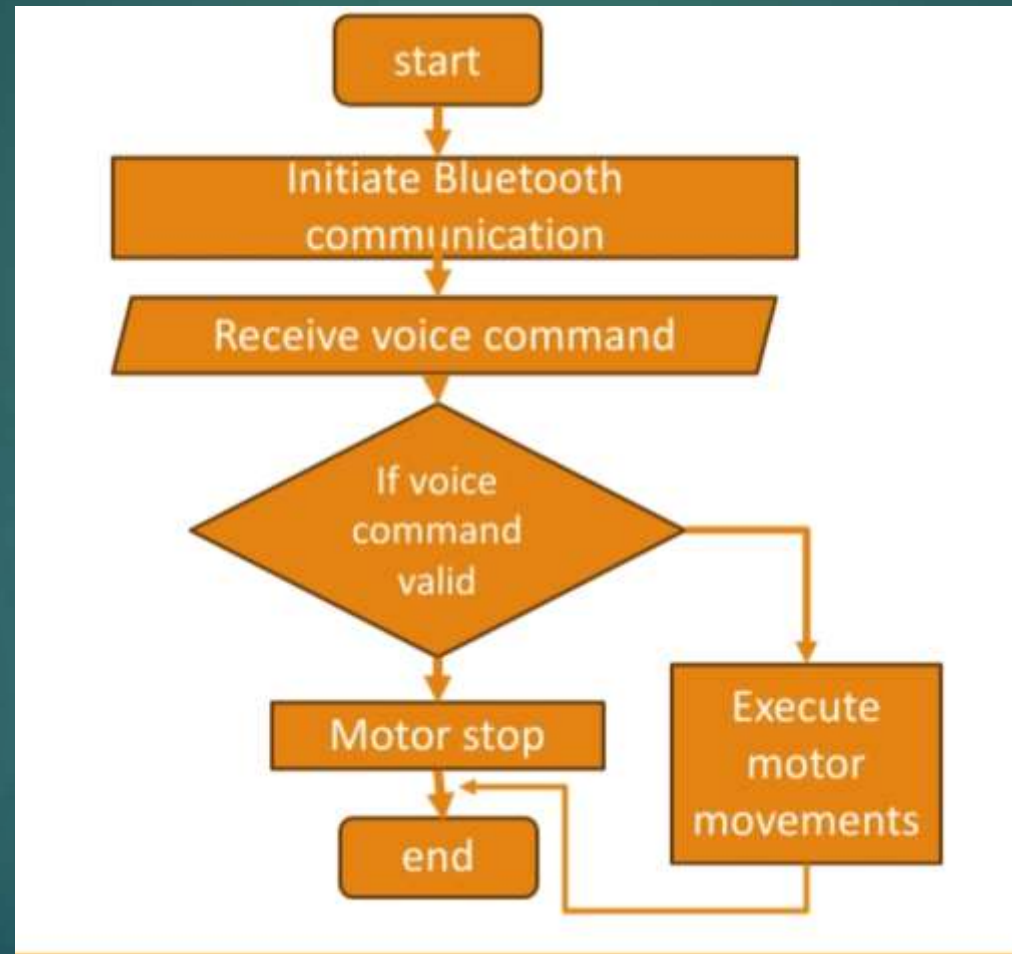 start
Initiate Bluetooth
communication
Receive voice command
If voice
command
valid
Motor stop
Execute
motor
movements
end